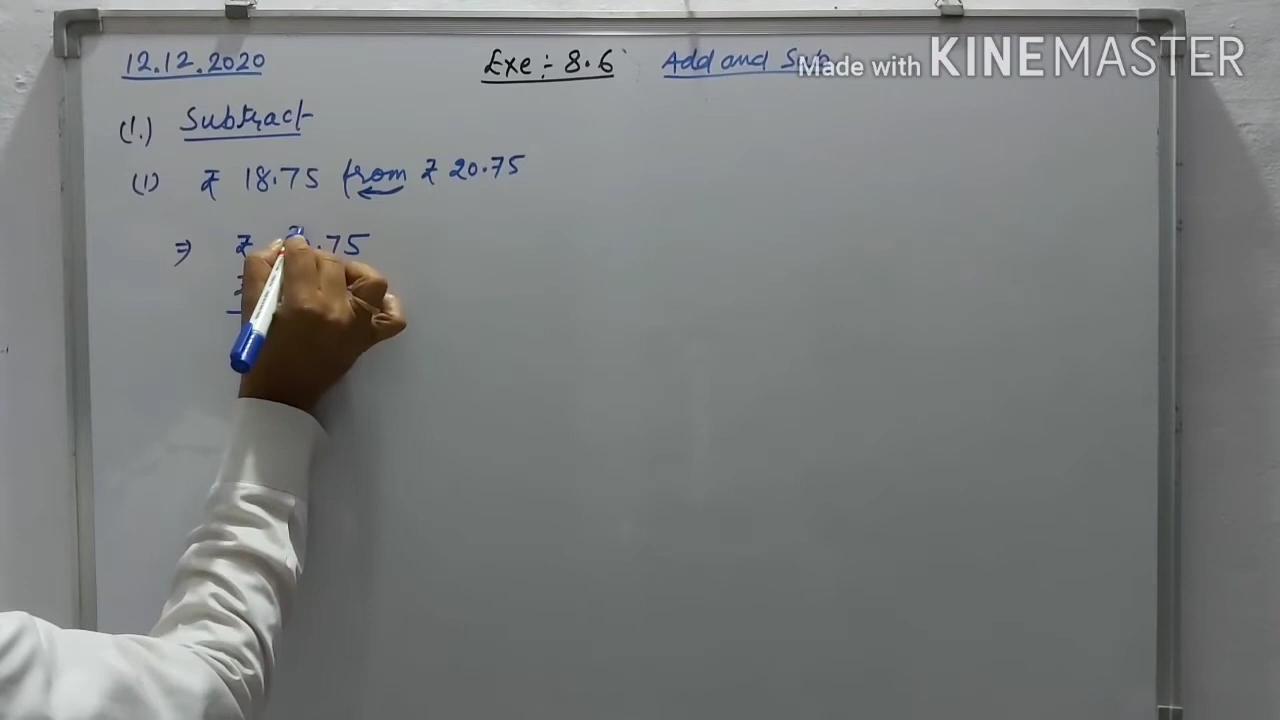 12.12.2020 Exe ÷ 8.6 Add and Sub
Made with KINEMASTER
(1.) Subtract
(1) ₹ 18.75 from ₹ 20.75
⇒ ₹ .75